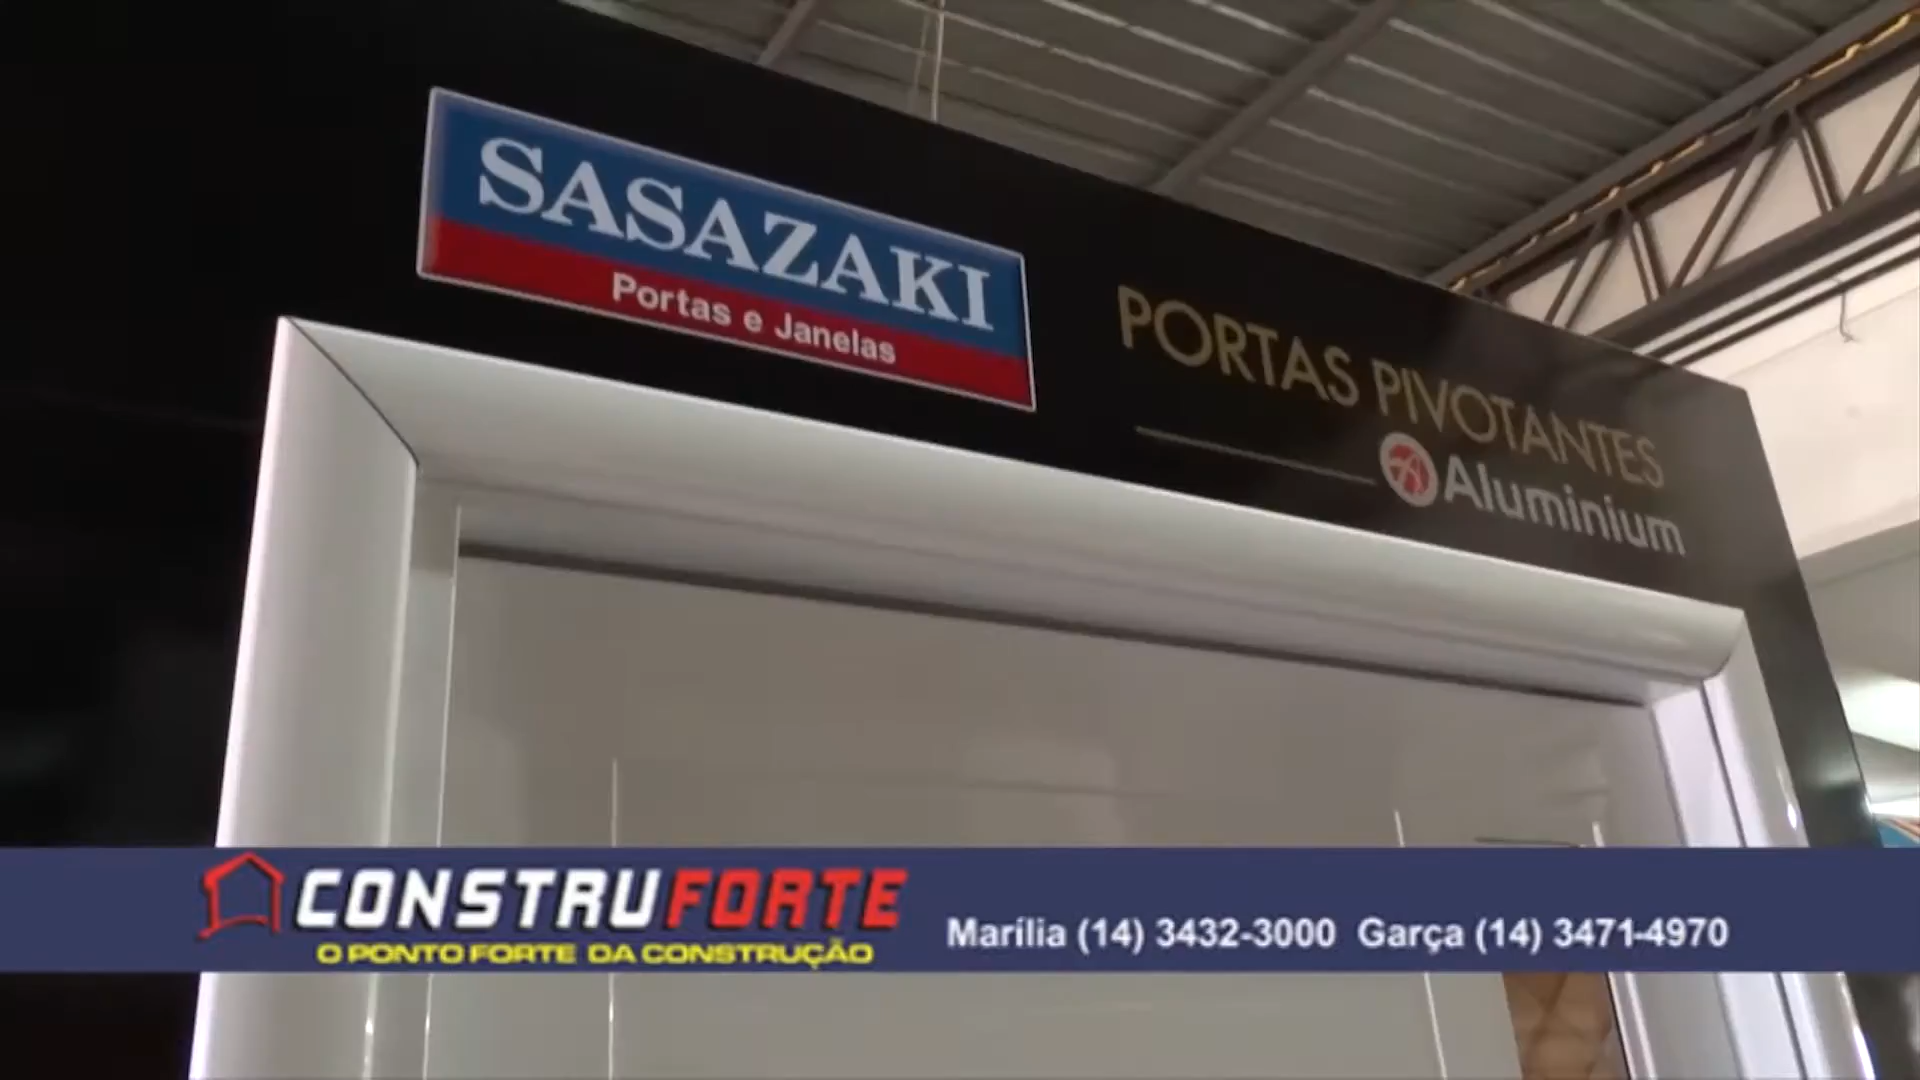 SASAZAKI
Portas e Janelas
PORTAS PIVOTANTES
Aluminium
CONSTRUFORTE
O PONTO FORTE DA CONSTRUÇÃO
Marília (14) 3432-3000 Garça (14) 3471-4970